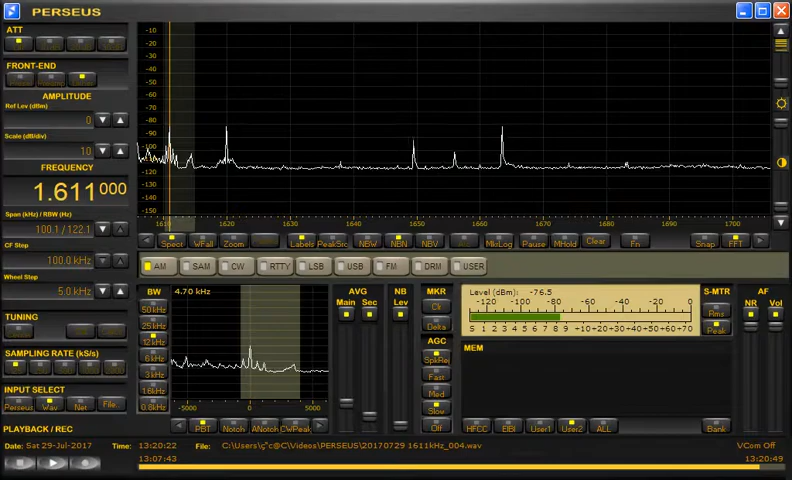 PERSEUS
ATT
FRONT-END
AMPLITUDE
Ref Lev (dBm)
0
Scale (dB/div)
10
FREQUENCY
1.611000
Span (kHz) / RBW (Hz)
100.1 / 122.1
CF Step
100.0 kHz
Wheel Step
5.0 kHz
TUNING
SAMPLING RATE (kS/s)
INPUT SELECT
Perseus Wav Net File..
PLAYBACK / REC
-10
-20
-30
-40
-50
-60
-70
-80
-90
-100
-110
-120
-130
-140
-150
1610 1620 1630 1640 1650 1660 1670 1680 1690 1700
Spect WFall Zoom Labels PeakSrc NBW NBN NBV MkrLog Pause MHold Clear Fn Snap FFT
AM SAM CW RTTY LSB USB FM DRM USER
BW
50kHz
25 kHz
12 kHz
6 kHz
3 kHz
1.6kHz
0.8kHz
4.70 kHz
-5000 0 5000
PBT Notch ANotch CWPeak
AVG
Main Sec
NB
Lev
MKR
Clr
Delta
AGC
SpkRej
Fast
Med
Slow
Off
Level (dBm) -76.5
-120 -100 -80 -60 -40 -20 0
S 1 2 3 4 5 6 7 8 9 +10 +20 +30 +40 +50 +60 +70
S-MTR
Rms
Peak
AF
NR Vol
MEM
HFCC EIBI User1 User2 ALL Bank
Date: Sat 29-Jul-2017 Time: 13:20:22 File: C:\Users\ç°c@C\Videos\PERSEUS\20170729 1611kHz_004.wav VCom Off
13:07:43 13:20:49